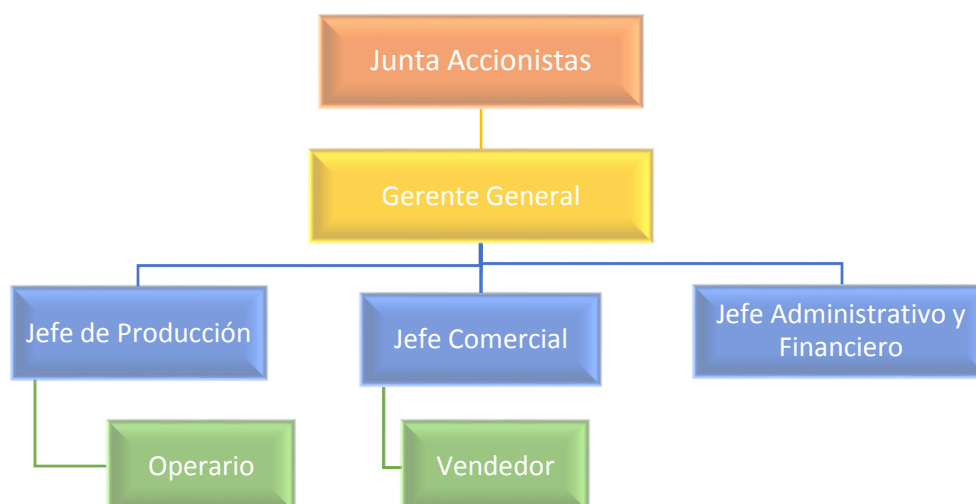 Junta Accionistas
Gerente General
Jefe de Producción
Jefe Comercial
Jefe Administrativo y
Financiero
Operario
Vendedor